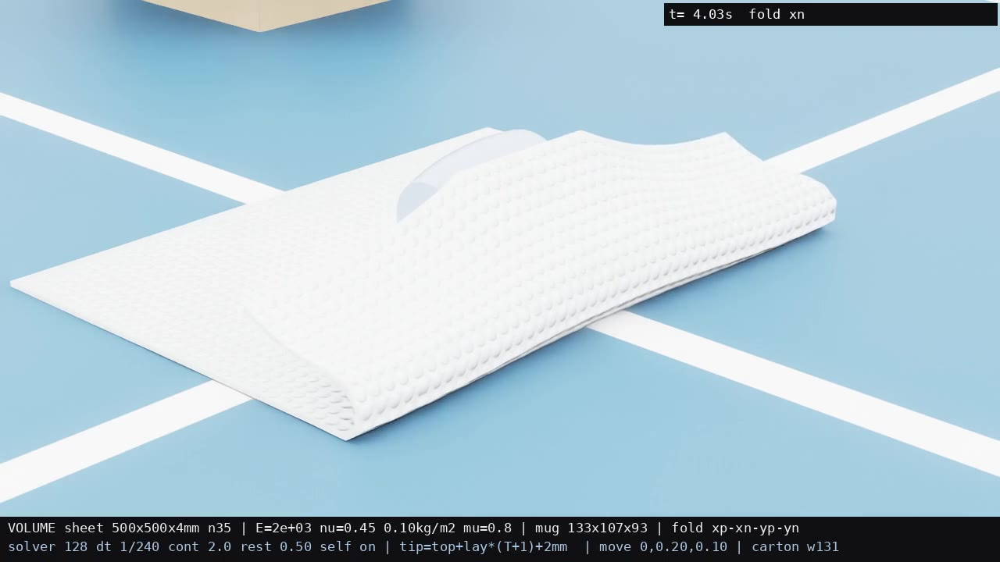 t= 4.03s  fold xn
VOLUME sheet 500x500x4mm n35 | E=2e+03 nu=0.45 0.10kg/m2 mu=0.8 | mug 133x107x93 | fold xp-xn-yp-yn
solver 128 dt 1/240 cont 2.0 rest 0.50 self on | tip=top+lay*(T+1)+2mm  | move 0,0.20,0.10 | carton w131